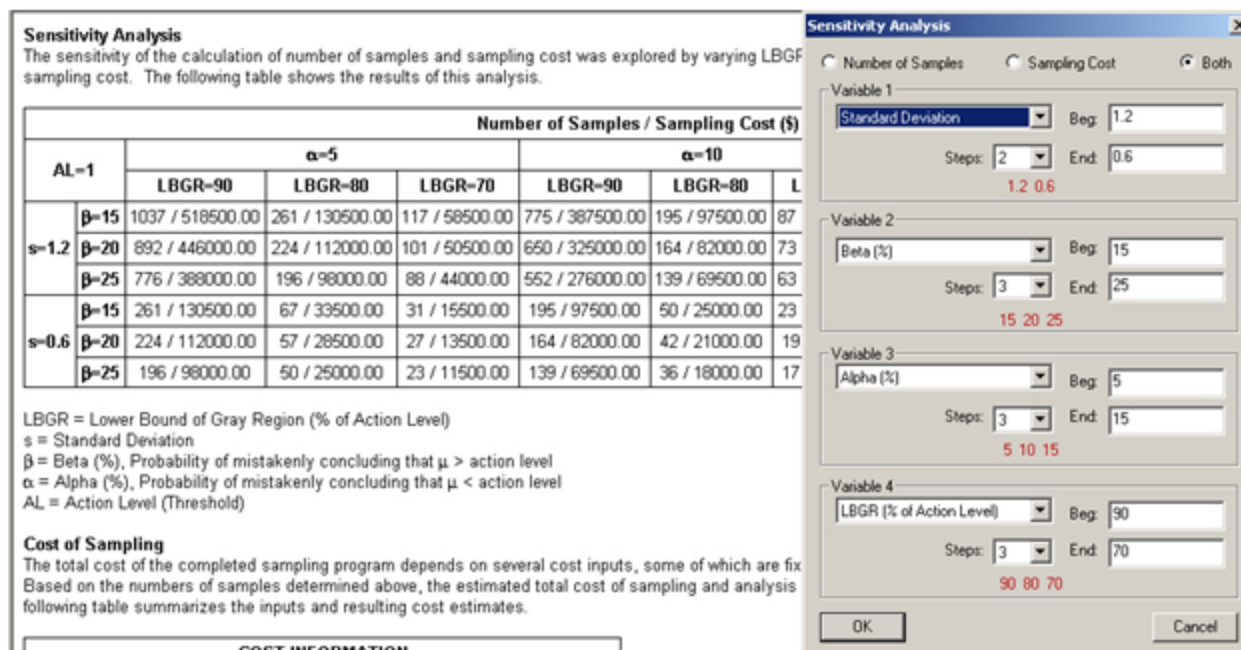 Sensitivity Analysis
The sensitivity of the calculation of number of samples and sampling cost was explored by varying LBGR
sampling cost. The following table shows the results of this analysis.
Number of Samples / Sampling Cost ($)
AL=1 α=5 α=10
LBGR=90 LBGR=80 LBGR=70 LBGR=90 LBGR=80 L
s=1.2 β=15 1037 / 518500.00 261 / 130500.00 117 / 58500.00 775 / 387500.00 195 / 97500.00 87
β=20 892 / 446000.00 224 / 112000.00 101 / 50500.00 650 / 325000.00 164 / 82000.00 73
β=25 776 / 388000.00 196 / 98000.00 88 / 44000.00 552 / 276000.00 139 / 69500.00 63
s=0.6 β=15 261 / 130500.00 67 / 33500.00 31 / 15500.00 195 / 97500.00 50 / 25000.00 23
β=20 224 / 112000.00 57 / 28500.00 27 / 13500.00 164 / 82000.00 42 / 21000.00 19
β=25 196 / 98000.00 50 / 25000.00 23 / 11500.00 139 / 69500.00 36 / 18000.00 17
LBGR = Lower Bound of Gray Region (% of Action Level)
s = Standard Deviation
β = Beta (%), Probability of mistakenly concluding that μ > action level
α = Alpha (%), Probability of mistakenly concluding that μ < action level
AL = Action Level (Threshold)
Cost of Sampling
The total cost of the completed sampling program depends on several cost inputs, some of which are fix
Based on the numbers of samples determined above, the estimated total cost of sampling and analysis
following table summarizes the inputs and resulting cost estimates.
COST INFORMATION
Sensitivity Analysis
Number of Samples Sampling Cost Both
Variable 1
Standard Deviation Beg: 1.2
Steps: 2 End: 0.6
1.2 0.6
Variable 2
Beta (%) Beg: 15
Steps: 3 End: 25
15 20 25
Variable 3
Alpha (%) Beg: 5
Steps: 3 End: 15
5 10 15
Variable 4
LBGR (% of Action Level) Beg: 90
Steps: 3 End: 70
90 80 70
OK Cancel